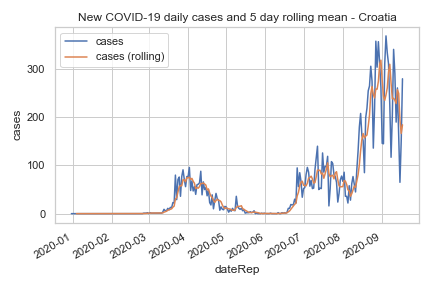 New COVID-19 daily cases and 5 day rolling mean - Croatia
cases
cases (rolling)
300
200
100
0
cases
2020-01
2020-02
2020-03
2020-04
2020-05
2020-06
2020-07
2020-08
2020-09
dateRep